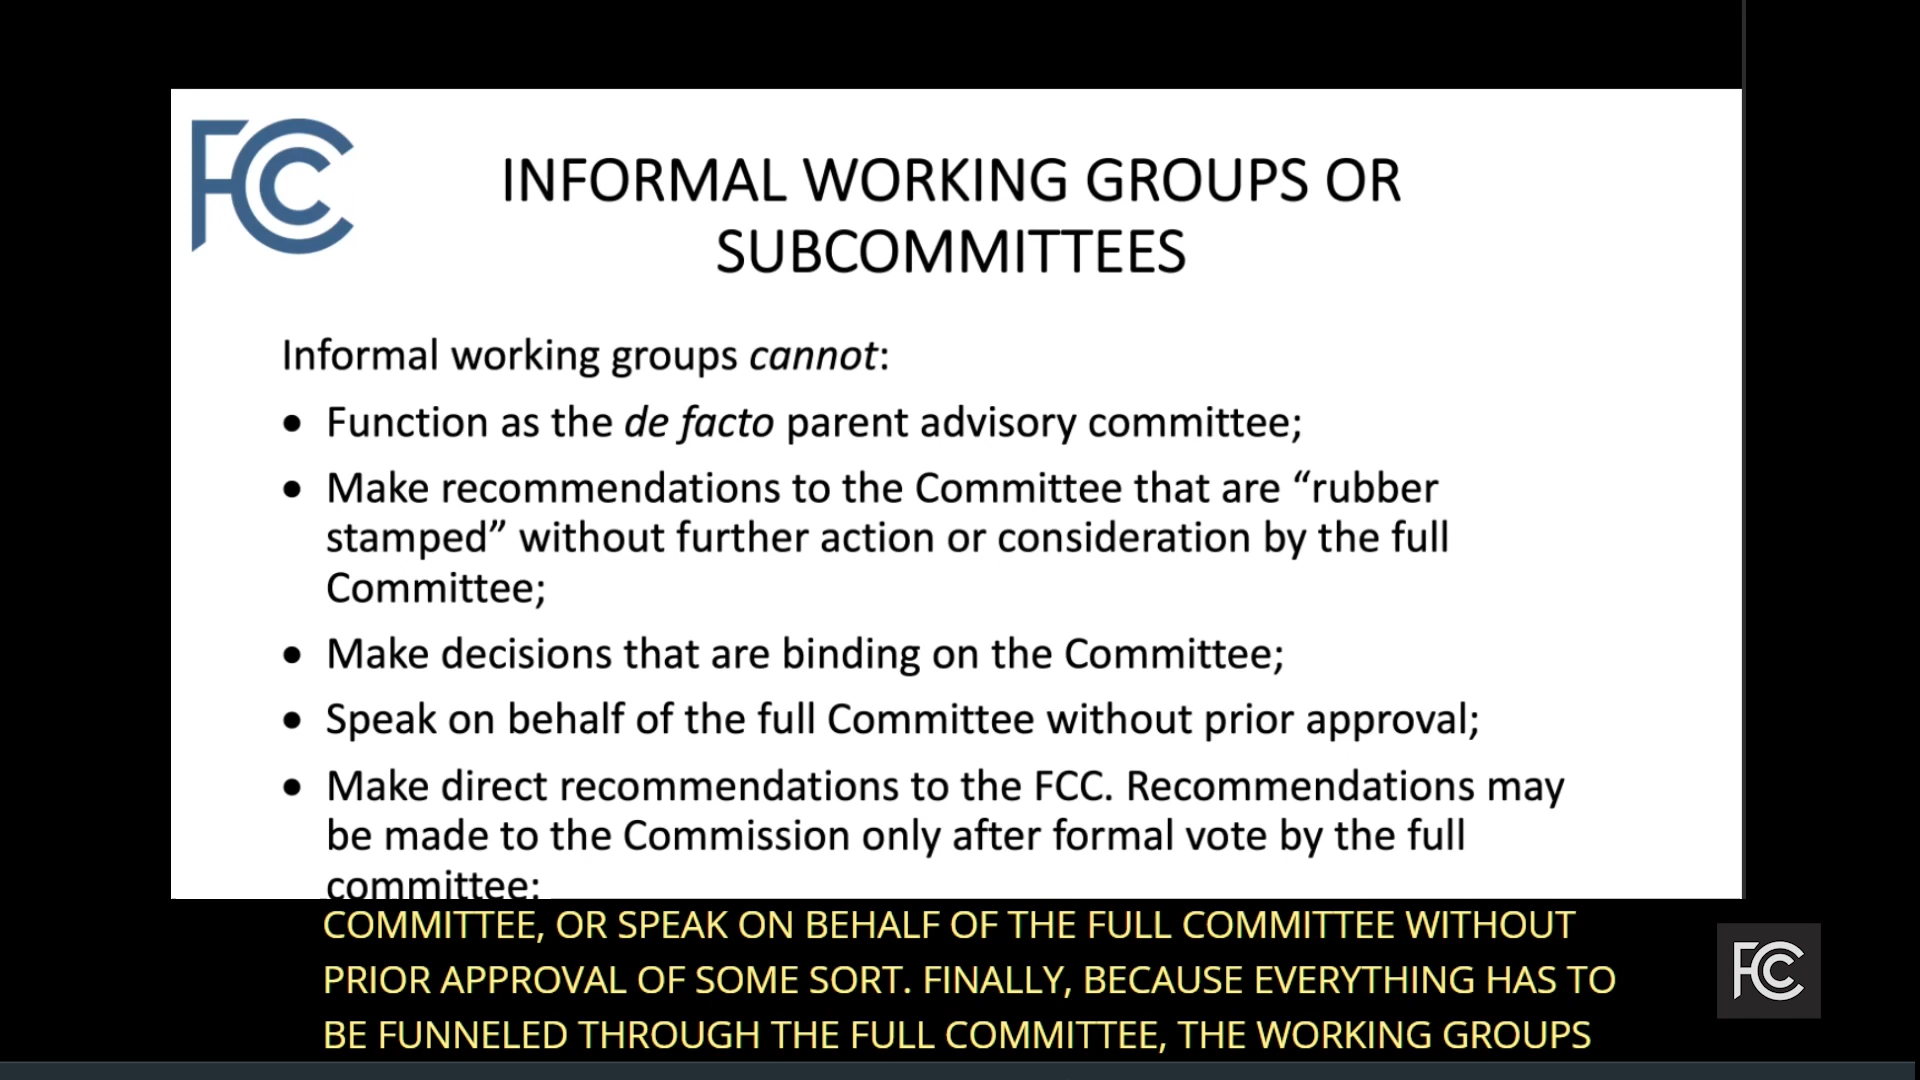 FCC
INFORMAL WORKING GROUPS OR
SUBCOMMITTEES
Informal working groups cannot:
• Function as the de facto parent advisory committee;
• Make recommendations to the Committee that are “rubber
stamped” without further action or consideration by the full
Committee;
• Make decisions that are binding on the Committee;
• Speak on behalf of the full Committee without prior approval;
• Make direct recommendations to the FCC. Recommendations may
be made to the Commission only after formal vote by the full
committee;
COMMITTEE, OR SPEAK ON BEHALF OF THE FULL COMMITTEE WITHOUT
PRIOR APPROVAL OF SOME SORT. FINALLY, BECAUSE EVERYTHING HAS TO
BE FUNNELED THROUGH THE FULL COMMITTEE, THE WORKING GROUPS
FCC